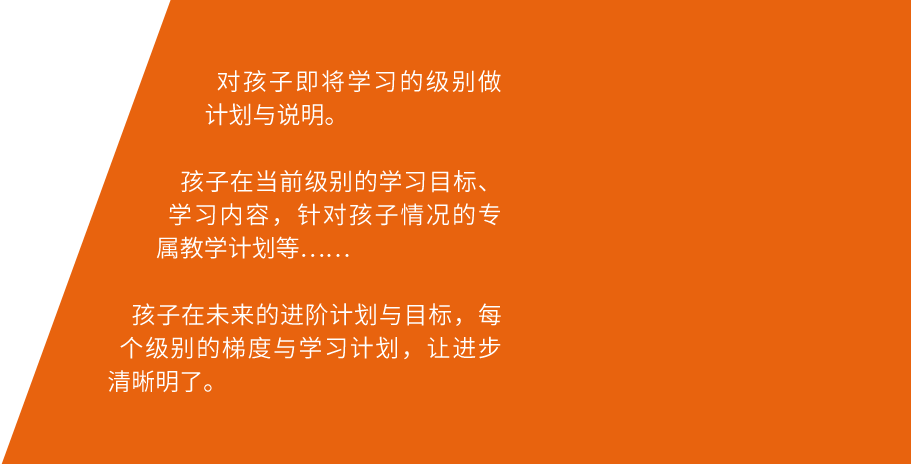 对孩子即将学习的级别做
计划与说明。
孩子在当前级别的学习目标、
学习内容，针对孩子情况的专
属教学计划等……
孩子在未来的进阶计划与目标，每
个级别的梯度与学习计划，让进步
清晰明了。